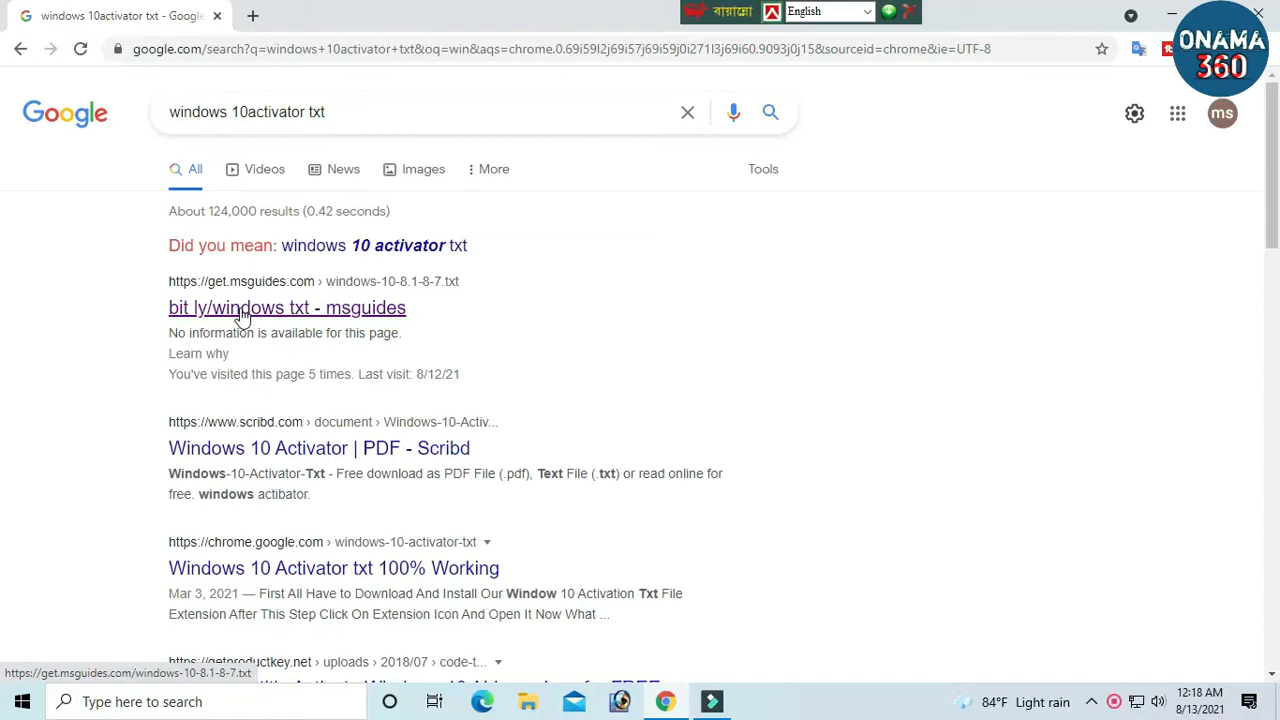 windows 10activator txt - Google
বায়ান্নো
English
google.com/search?q=windows+10activator+txt&oq=win&aqs=chrome.0.69i59l2j69i57j69i59j0i271l3j69i60.9093j0j15&sourceid=chrome&ie=UTF-8
ONAMA
360
Google
windows 10activator txt
ms
All
Videos
News
Images
More
Tools
About 124,000 results (0.42 seconds)
Did you mean: windows 10 activator txt
https://get.msguides.com › windows-10-8.1-8-7.txt
bit ly/windows txt - msguides
No information is available for this page.
Learn why
You've visited this page 5 times. Last visit: 8/12/21
https://www.scribd.com › document › Windows-10-Activ...
Windows 10 Activator | PDF - Scribd
Windows-10-Activator-Txt - Free download as PDF File (.pdf), Text File (.txt) or read online for
free. windows actibator.
https://chrome.google.com › windows-10-activator-txt
Windows 10 Activator txt 100% Working
Mar 3, 2021 — First All Have to Download And Install Our Window 10 Activation Txt File
Extension After This Step Click On Extension Icon And Open It Now What ...
https://getproductkey.net › uploads › 2018/07 › code-t...
https://get.msguides.com/windows-10-8.1-8-7.txt
Type here to search
84°F Light rain
12:18 AM
8/13/2021